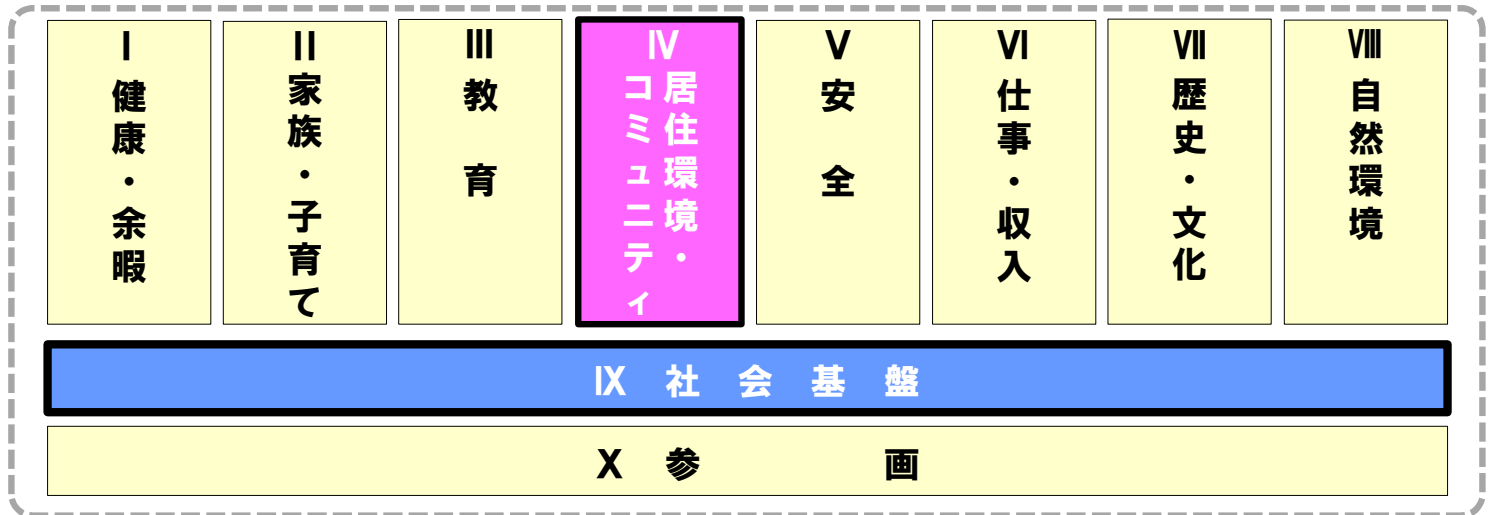 Ⅰ
健康・余暇
Ⅱ
家族・子育て
Ⅲ
教育
Ⅳ
居住環境・
コミュニティ
Ⅴ
安全
Ⅵ
仕事・収入
Ⅶ
歴史・文化
Ⅷ
自然環境
Ⅸ 社会基盤
Ⅹ 参画